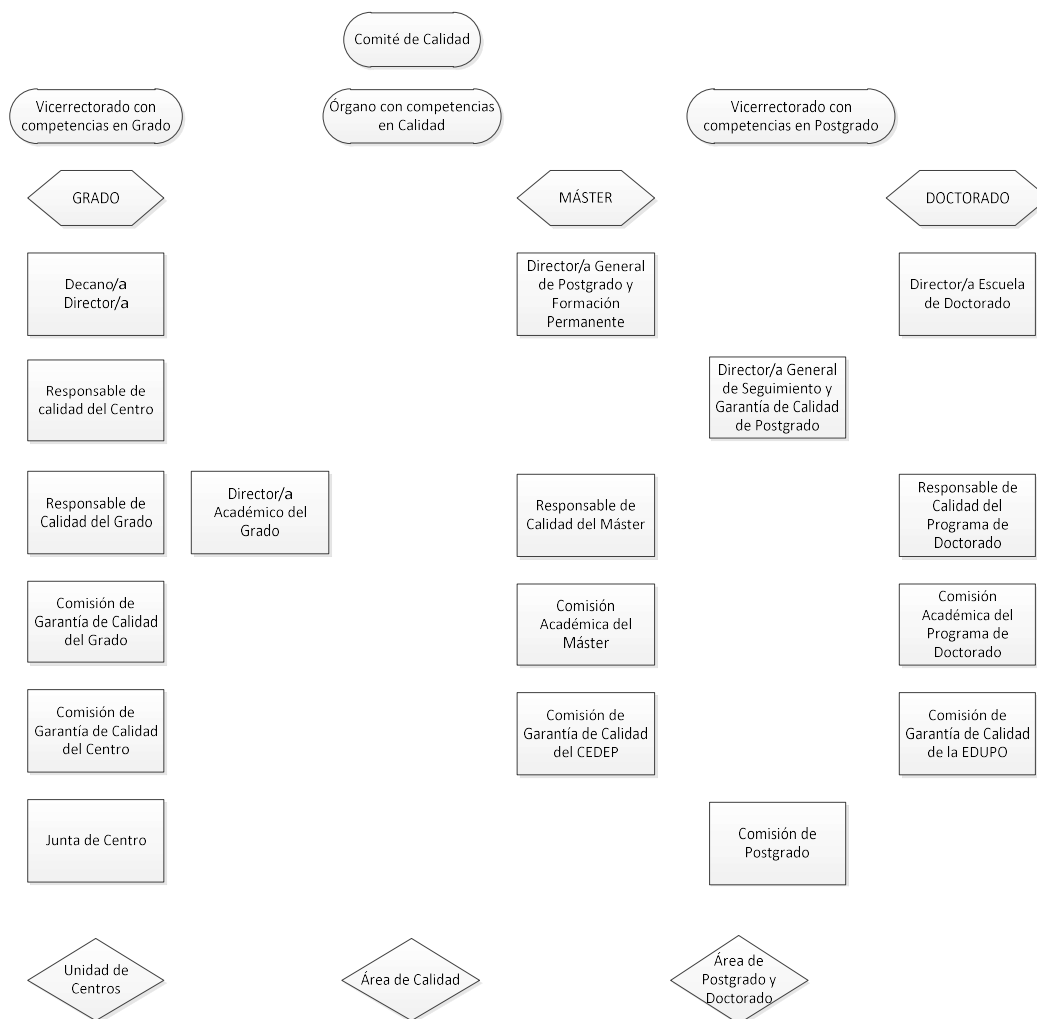 Comité de Calidad
Vicerrectorado con
competencias en Grado
Órgano con competencias
en Calidad
Vicerrectorado con
competencias en Postgrado
GRADO
MÁSTER
DOCTORADO
Decano/a
Director/a
Director/a General
de Postgrado y
Formación
Permanente
Director/a Escuela
de Doctorado
Responsable de
calidad del Centro
Director/a General
de Seguimiento y
Garantía de Calidad
de Postgrado
Responsable de
Calidad del Grado
Director/a
Académico del
Grado
Responsable de
Calidad del Máster
Responsable de
Calidad del
Programa de
Doctorado
Comisión de
Garantía de Calidad
del Grado
Comisión
Académica del
Máster
Comisión
Académica del
Programa de
Doctorado
Comisión de
Garantía de Calidad
del Centro
Comisión de
Garantía de Calidad
del CEDEP
Comisión de
Garantía de Calidad
de la EDUPO
Junta de Centro
Comisión de
Postgrado
Unidad de
Centros
Área de Calidad
Área de
Postgrado y
Doctorado